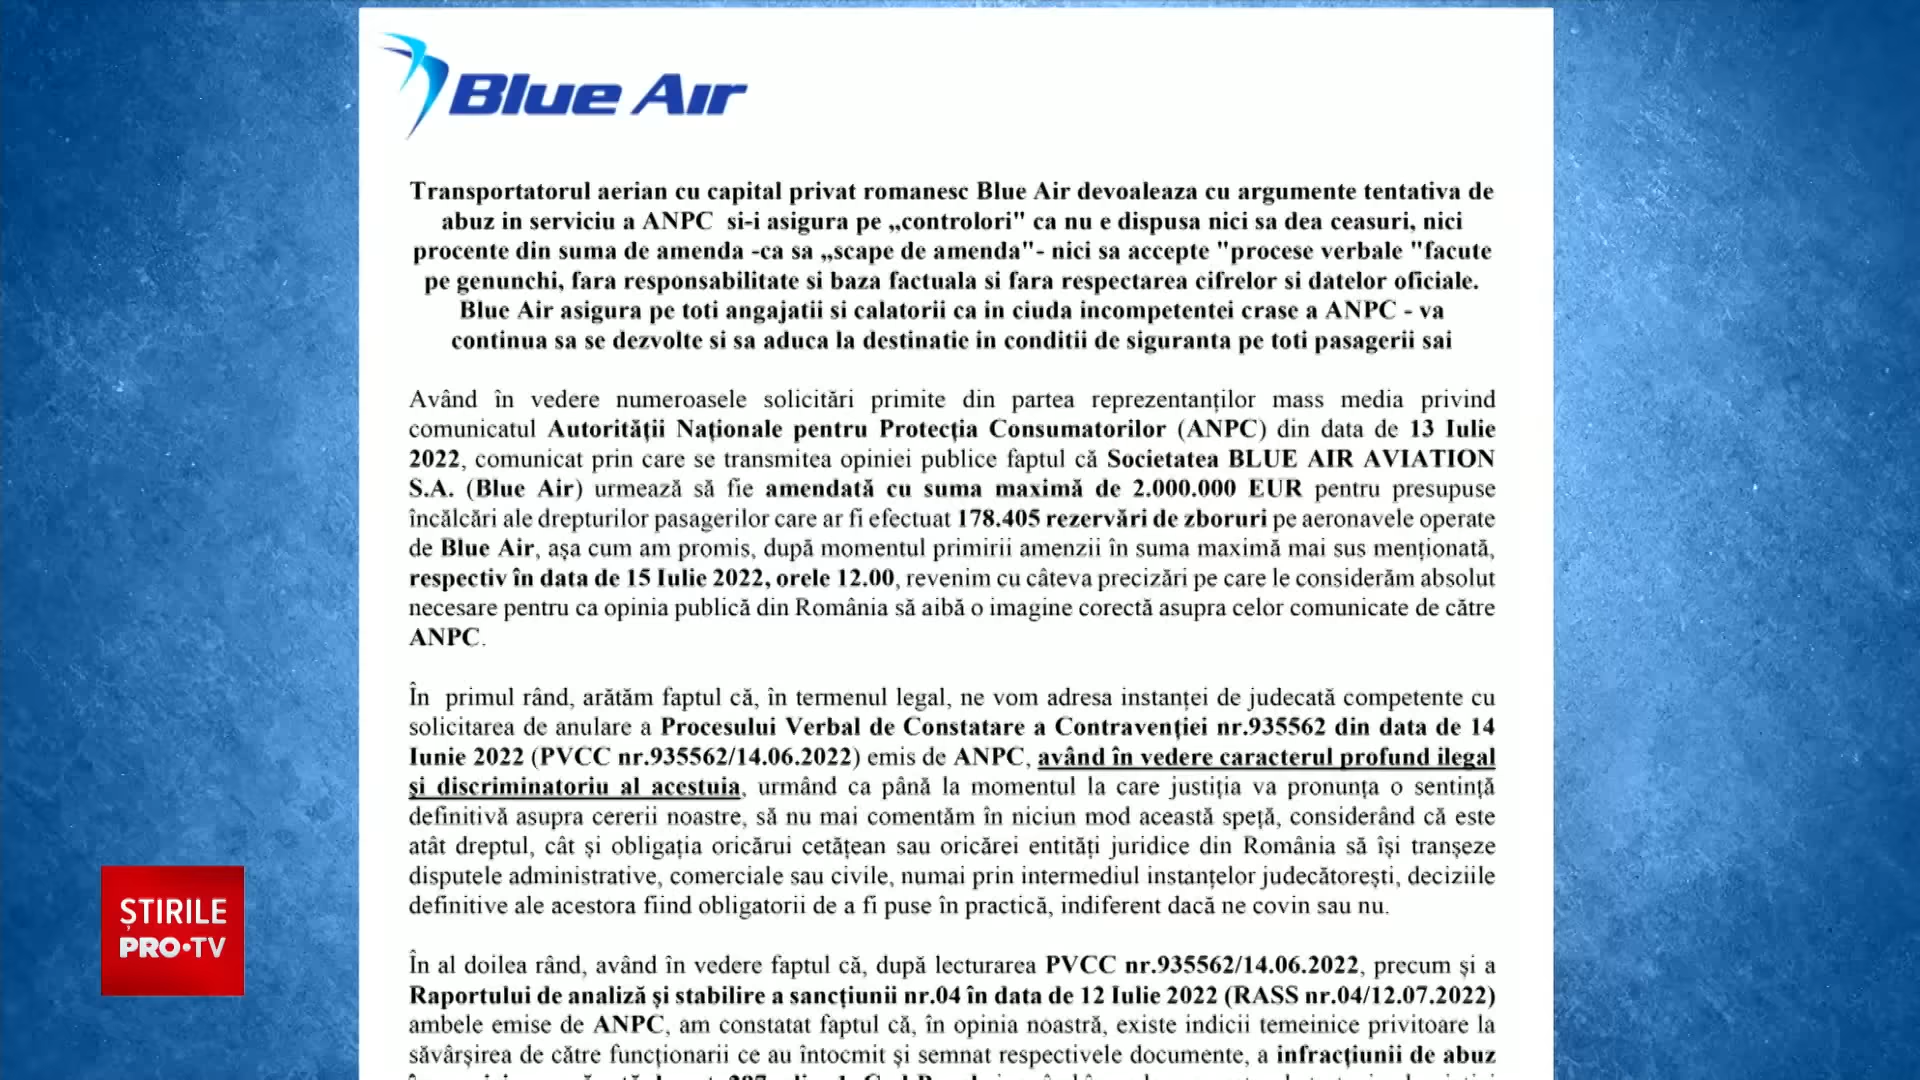 Blue Air
Transportatorul aerian cu capital privat romanesc Blue Air devoaleaza cu argumente tentativa de
abuz in serviciu a ANPC si-i asigura pe „controlori" ca nu e dispusa nici sa dea ceasuri, nici
procente din suma de amenda -ca sa „scape de amenda"- nici sa accepte "procese verbale "facute
pe genunchi, fara responsabilitate si baza factuala si fara respectarea cifrelor si datelor oficiale.
Blue Air asigura pe toti angajatii si calatorii ca in ciuda incompetentei crase a ANPC - va
continua sa se dezvolte si sa aduca la destinatie in conditii de siguranta pe toti pasagerii sai
Având în vedere numeroasele solicitări primite din partea reprezentanților mass media privind
comunicatul Autorității Naționale pentru Protecția Consumatorilor (ANPC) din data de 13 Iulie
2022, comunicat prin care se transmitea opiniei publice faptul că Societatea BLUE AIR AVIATION
S.A. (Blue Air) urmează să fie amendată cu suma maximă de 2.000.000 EUR pentru presupuse
încălcări ale drepturilor pasagerilor care ar fi efectuat 178.405 rezervări de zboruri pe aeronavele operate
de Blue Air, așa cum am promis, după momentul primirii amenzii în suma maximă mai sus menționată,
respectiv în data de 15 Iulie 2022, orele 12.00, revenim cu câteva precizări pe care le considerăm absolut
necesare pentru ca opinia publică din România să aibă o imagine corectă asupra celor comunicate de către
ANPC.
În primul rând, arătăm faptul că, în termenul legal, ne vom adresa instanței de judecată competente cu
solicitarea de anulare a Procesului Verbal de Constatare a Contravenției nr.935562 din data de 14
Iunie 2022 (PVCC nr.935562/14.06.2022) emis de ANPC, având în vedere caracterul profund ilegal
și discriminatoriu al acestuia, urmând ca până la momentul la care justiția va pronunța o sentință
definitivă asupra cererii noastre, să nu mai comentăm în niciun mod această speță, considerând că este
atât dreptul, cât și obligația oricărui cetățean sau oricărei entități juridice din România să își tranșeze
disputele administrative, comerciale sau civile, numai prin intermediul instanțelor judecătorești, deciziile
definitive ale acestora fiind obligatorii de a fi puse în practică, indiferent dacă ne covin sau nu.
În al doilea rând, având în vedere faptul că, după lecturarea PVCC nr.935562/14.06.2022, precum și a
Raportului de analiză și stabilire a sancțiunii nr.04 în data de 12 Iulie 2022 (RASS nr.04/12.07.2022)
ambele emise de ANPC, am constatat faptul că, în opinia noastră, existe indicii temeinice privitoare la
săvârșirea de către funcționarii ce au întocmit și semnat respectivele documente, a infracțiunii de abuz
ȘTIRILE
PRO•TV